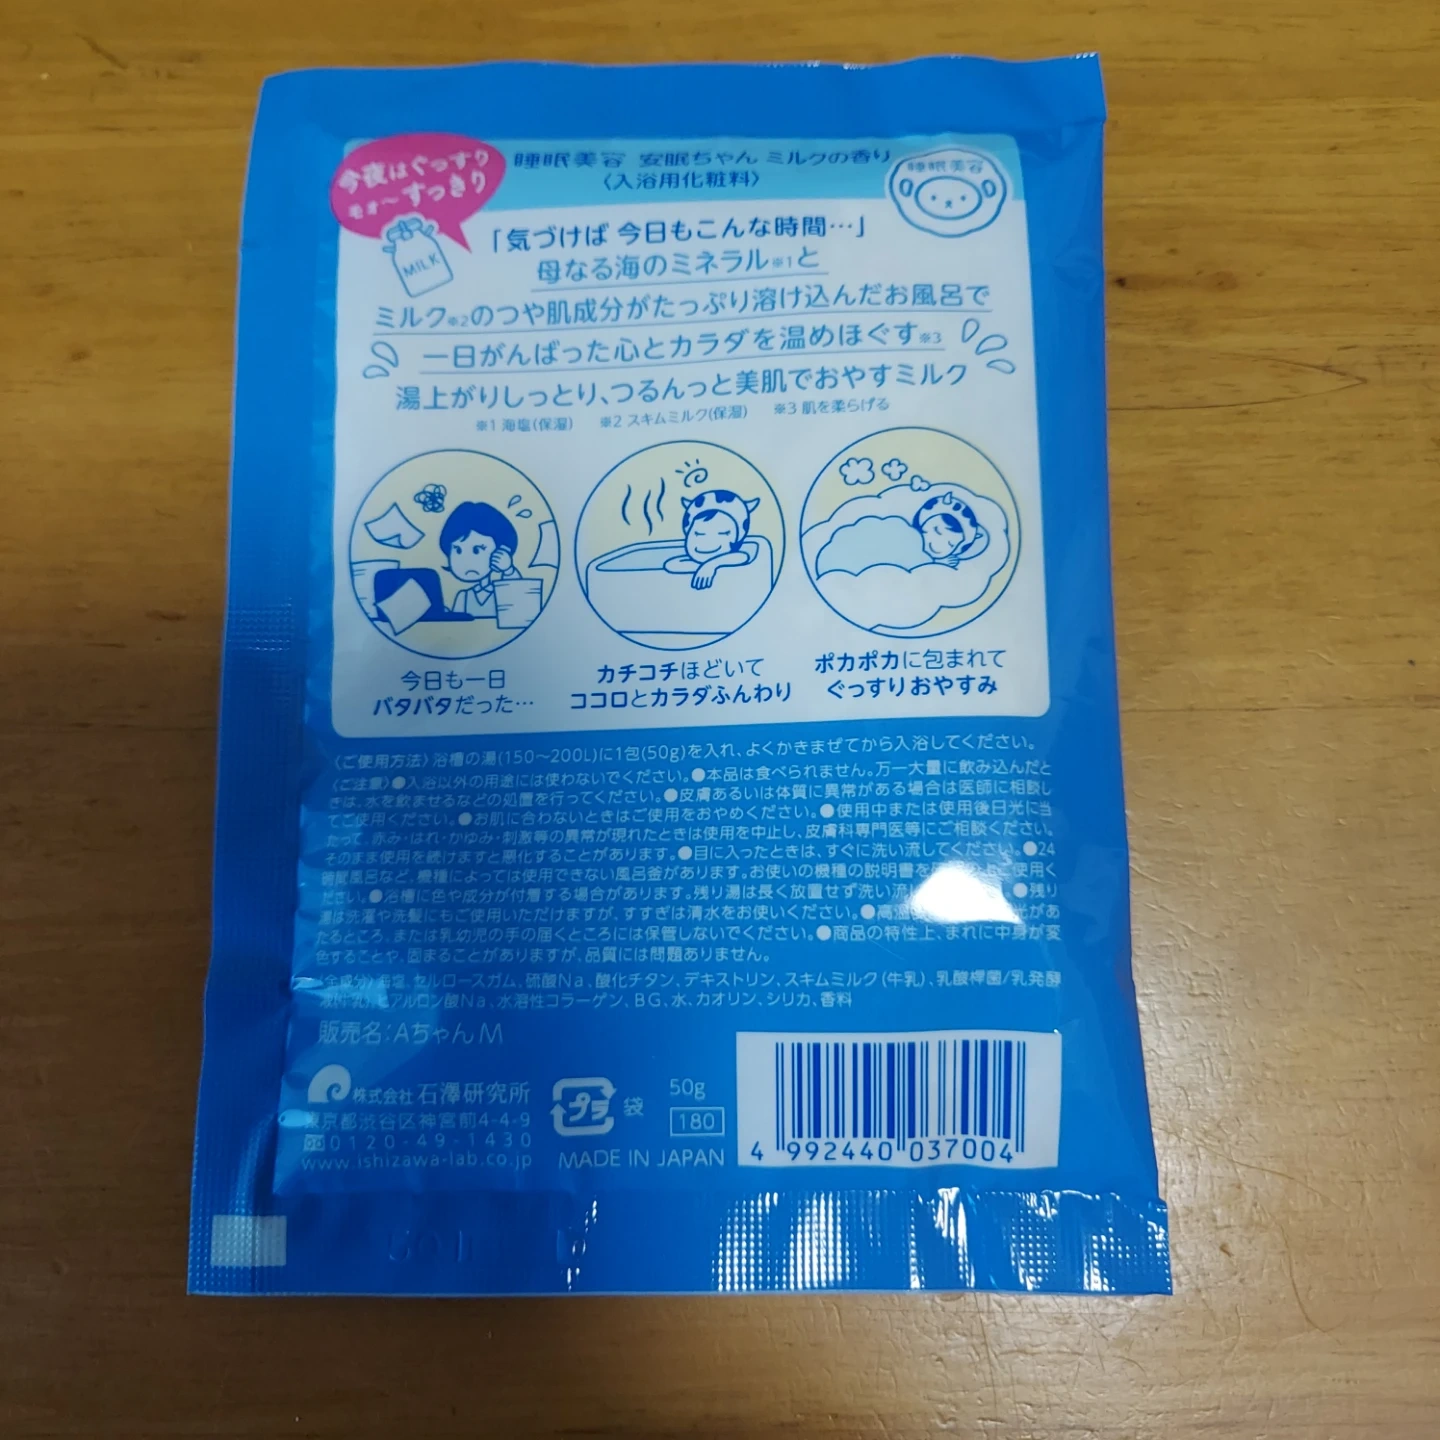 今夜はぐっすり
モォ〜すっきり
MILK
睡眠美容 安眠ちゃん ミルクの香り
〈入浴用化粧料〉
睡眠美容
「気づけば 今日もこんな時間…」
母なる海のミネラル※1と
ミルク※2のつや肌成分がたっぷり溶け込んだお風呂で
一日がんばった心とカラダを温めほぐす※3
湯上がりしっとり、つるんっと美肌でおやすミルク
※1 海塩(保湿) ※2 スキムミルク(保湿) ※3 肌を柔らげる
今日も一日
バタバタだった…
カチコチほどいて
ココロとカラダふんわり
ポカポカに包まれて
ぐっすりおやすみ
〈ご使用方法〉浴槽の湯(150〜200L)に1包(50g)を入れ、よくかきまぜてから入浴してください。
〈ご注意〉●入浴以外の用途には使わないでください。●本品は食べられません。万一大量に飲み込んだと
きは、水を飲ませるなどの処置を行ってください。●皮膚あるいは体質に異常がある場合は医師に相談し
てご使用ください。●お肌に合わないときはご使用をおやめください。●使用中または使用後日光に当
たって、赤み・はれ・かゆみ・刺激等の異常が現れたときは使用を中止し、皮膚科専門医等にご相談ください。
そのまま使用を続けますと悪化することがあります。●目に入ったときは、すぐに洗い流してください。●24
時間風呂など、機種によっては使用できない風呂釜があります。お使いの機種の説明書を ご使用く
ださい。●浴槽に色や成分が付着する場合があります。残り湯は長く放置せず洗い流し ●残り
湯は洗濯や洗髪にもご使用いただけますが、すすぎは清水をお使いください。●高温 光があ
たるところ、または乳幼児の手の届くところには保管しないでください。●商品の特性上、まれに中身が変
色することや、固まることがありますが、品質には問題ありません。
〈全成分〉海塩、セルロースガム、硫酸Na、酸化チタン、デキストリン、スキムミルク(牛乳)、乳酸桿菌/乳発酵
液(牛乳)、ヒアルロン酸Na、水溶性コラーゲン、BG、水、カオリン、シリカ、香料
販売名:AちゃんM
株式会社 石澤研究所
東京都渋谷区神宮前4-4-9
0120-49-1430
www.ishizawa-lab.co.jp
プラ
袋
50g
180
MADE IN JAPAN
4 992440 037004